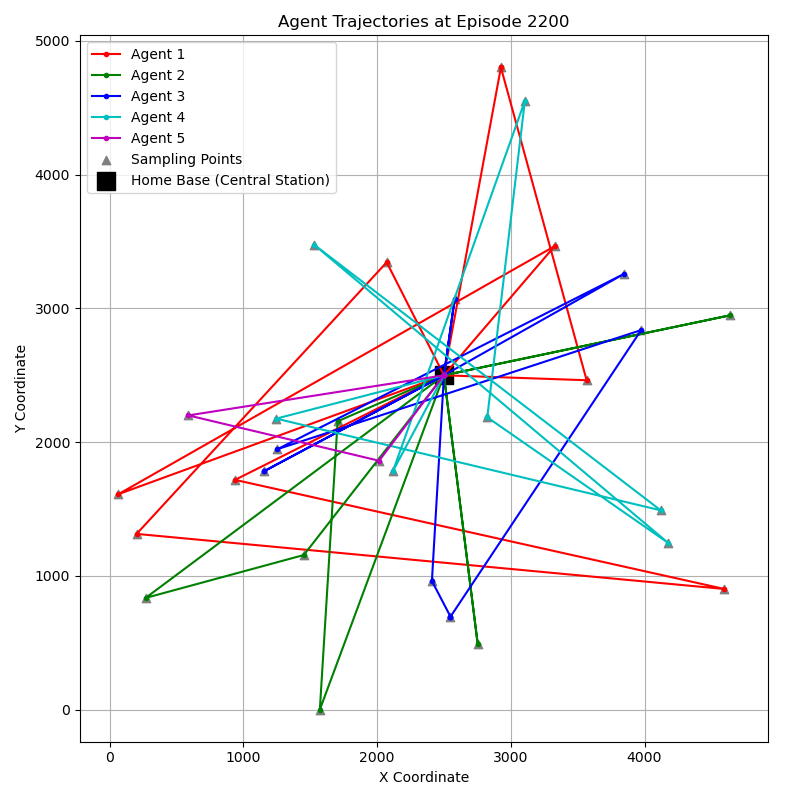 Agent Trajectories at Episode 2200
5000
4000
3000
2000
1000
0
Y Coordinate
Agent 1
Agent 2
Agent 3
Agent 4
Agent 5
Sampling Points
Home Base (Central Station)
0 1000 2000 3000 4000
X Coordinate